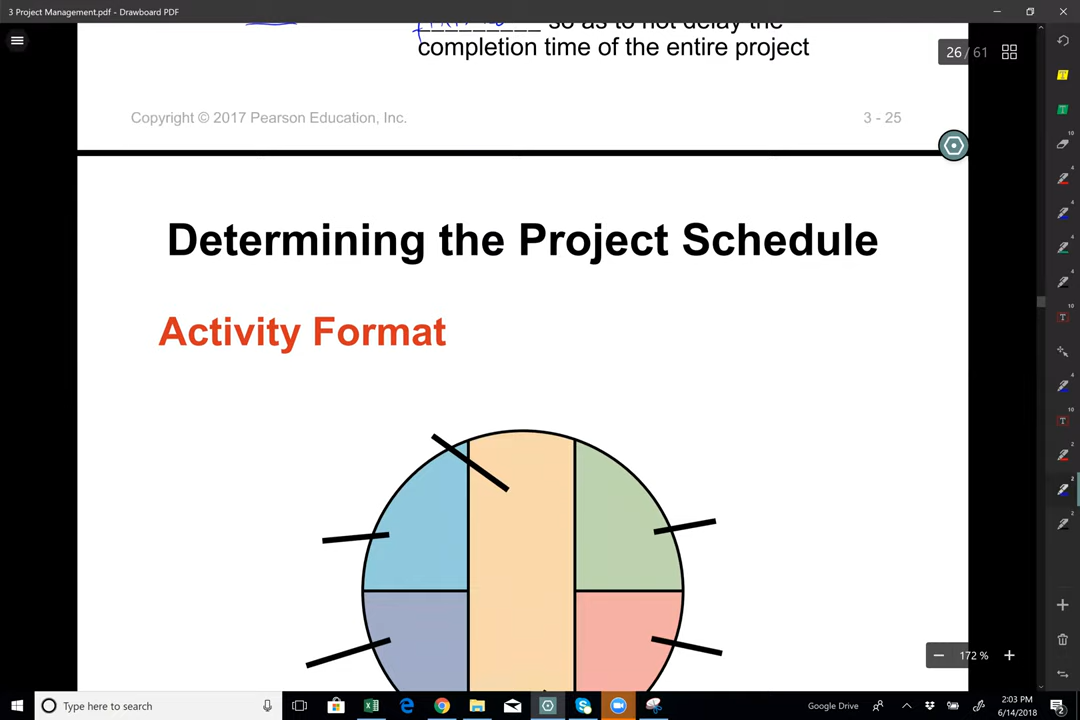 3 Project Management.pdf - Drawboard PDF
so as to not delay the
completion time of the entire project
26 / 61
Copyright © 2017 Pearson Education, Inc.
3 - 25
Determining the Project Schedule
Activity Format
172 %
Type here to search
Google Drive
2:03 PM
6/14/2018